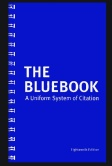 THE
BLUEBOOK
A Uniform System of Citation
Eighteenth Edition